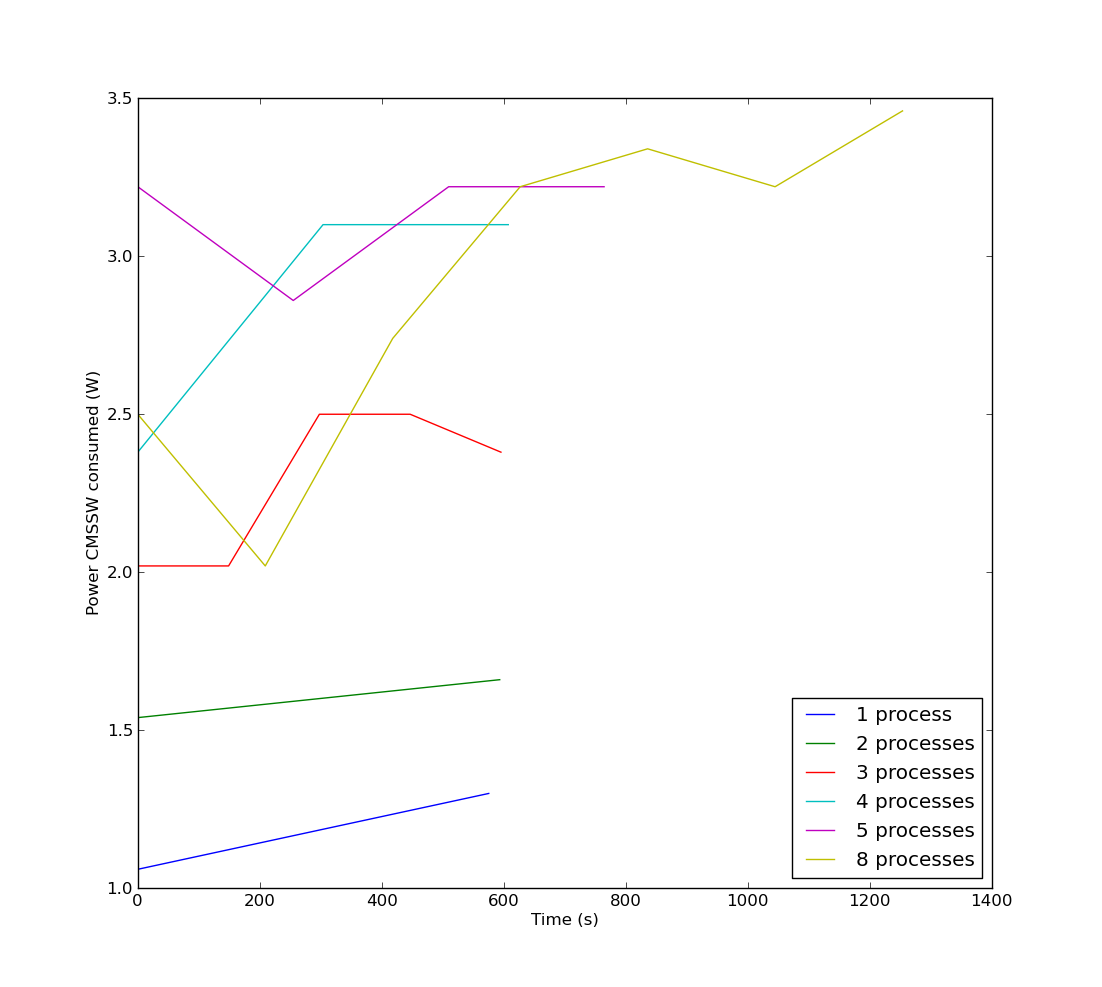 3.5
3.0
2.5
2.0
1.5
1.0
Power CMSSW consumed (W)
0 200 400 600 800 1000 1200 1400
Time (s)
1 process
2 processes
3 processes
4 processes
5 processes
8 processes